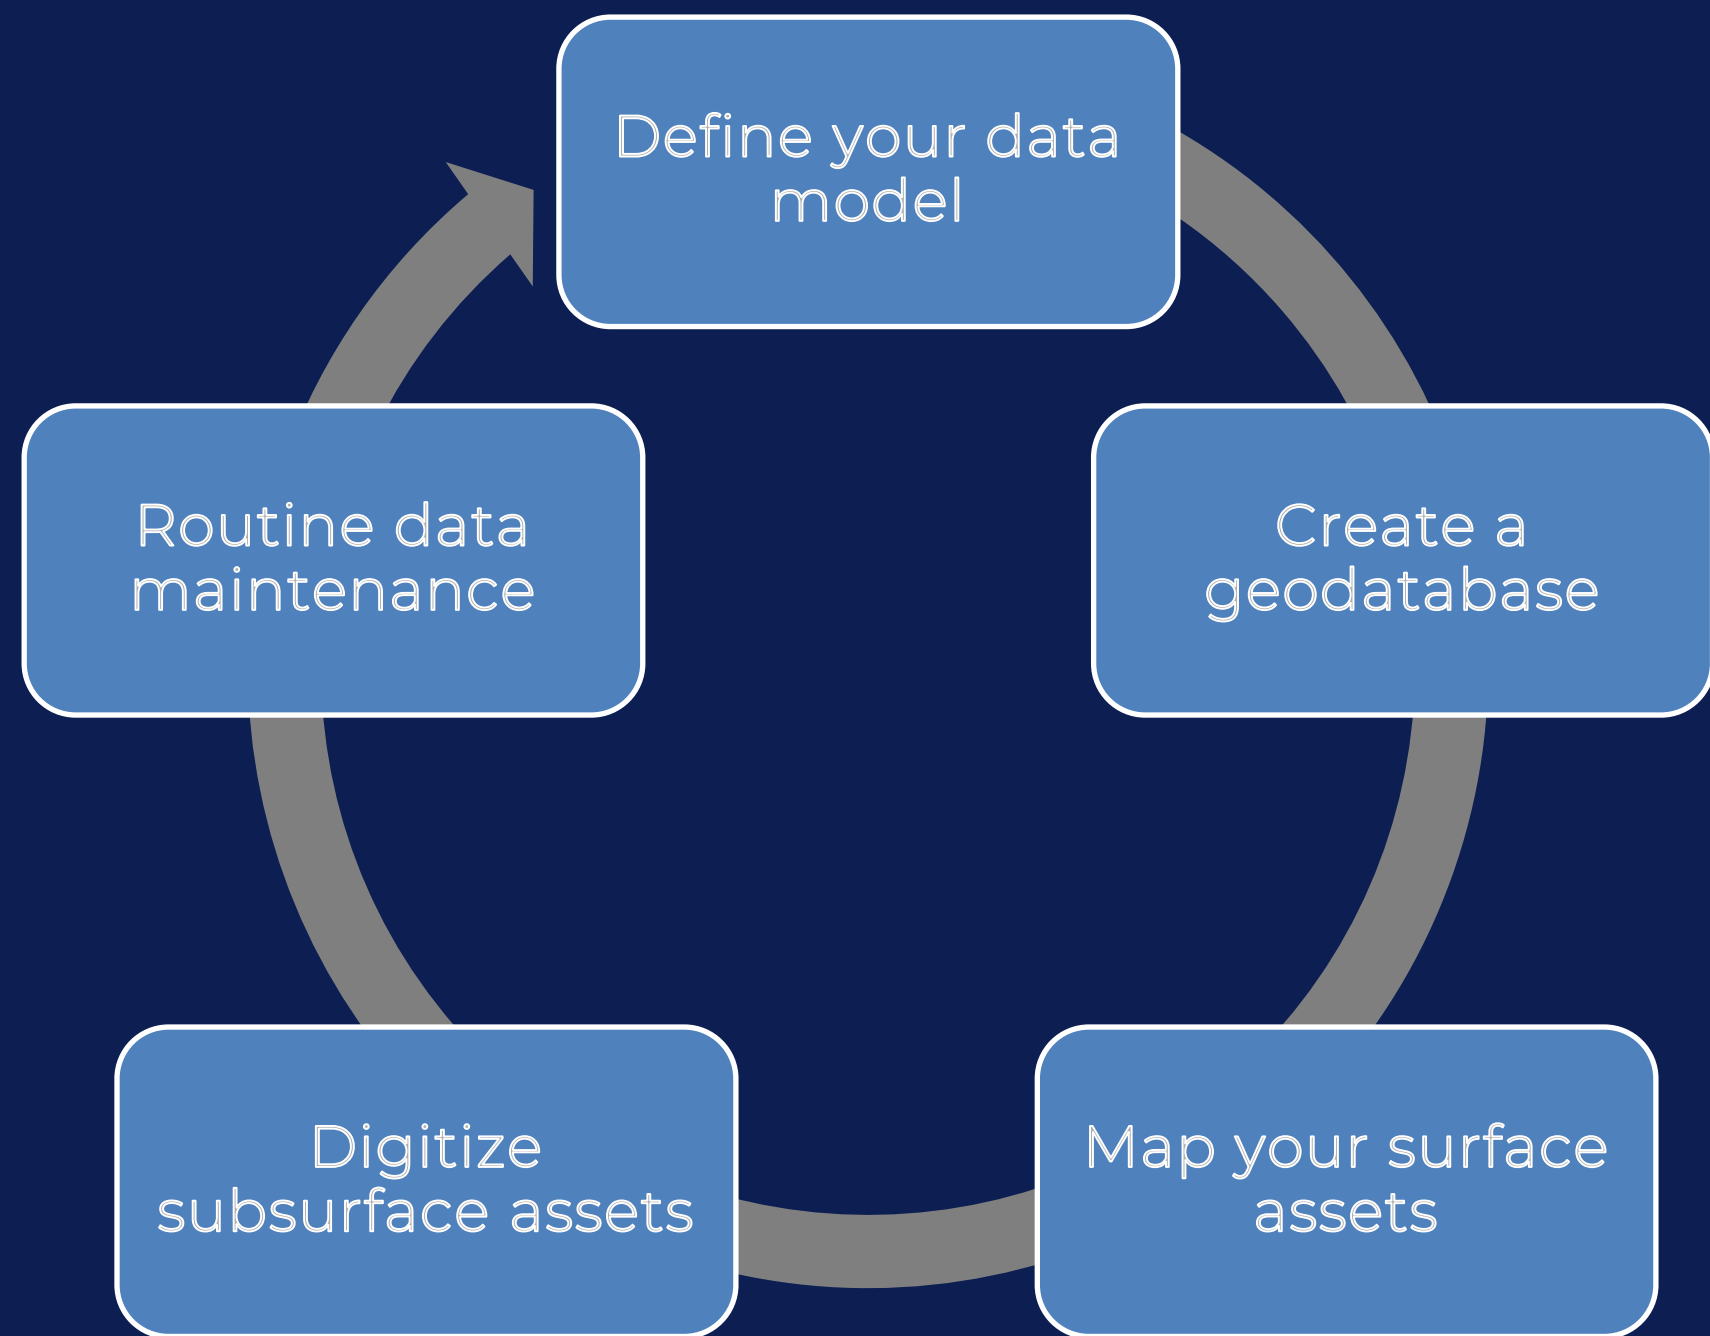 Define your data
model
Create a
geodatabase
Map your surface
assets
Digitize
subsurface assets
Routine data
maintenance